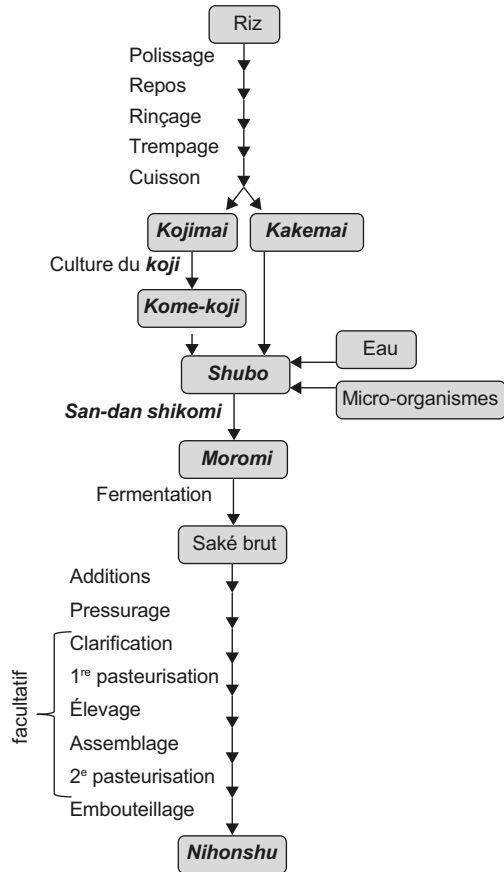 Riz
Polissage
Repos
Rinçage
Trempage
Cuisson
Kojimai
Kakemai
Culture du koji
Kome-koji
Eau
Shubo
Micro-organismes
San-dan shikomi
Moromi
Fermentation
Saké brut
Additions
Pressurage
facultatif
Clarification
1re pasteurisation
Élevage
Assemblage
2e pasteurisation
Embouteillage
Nihonshu